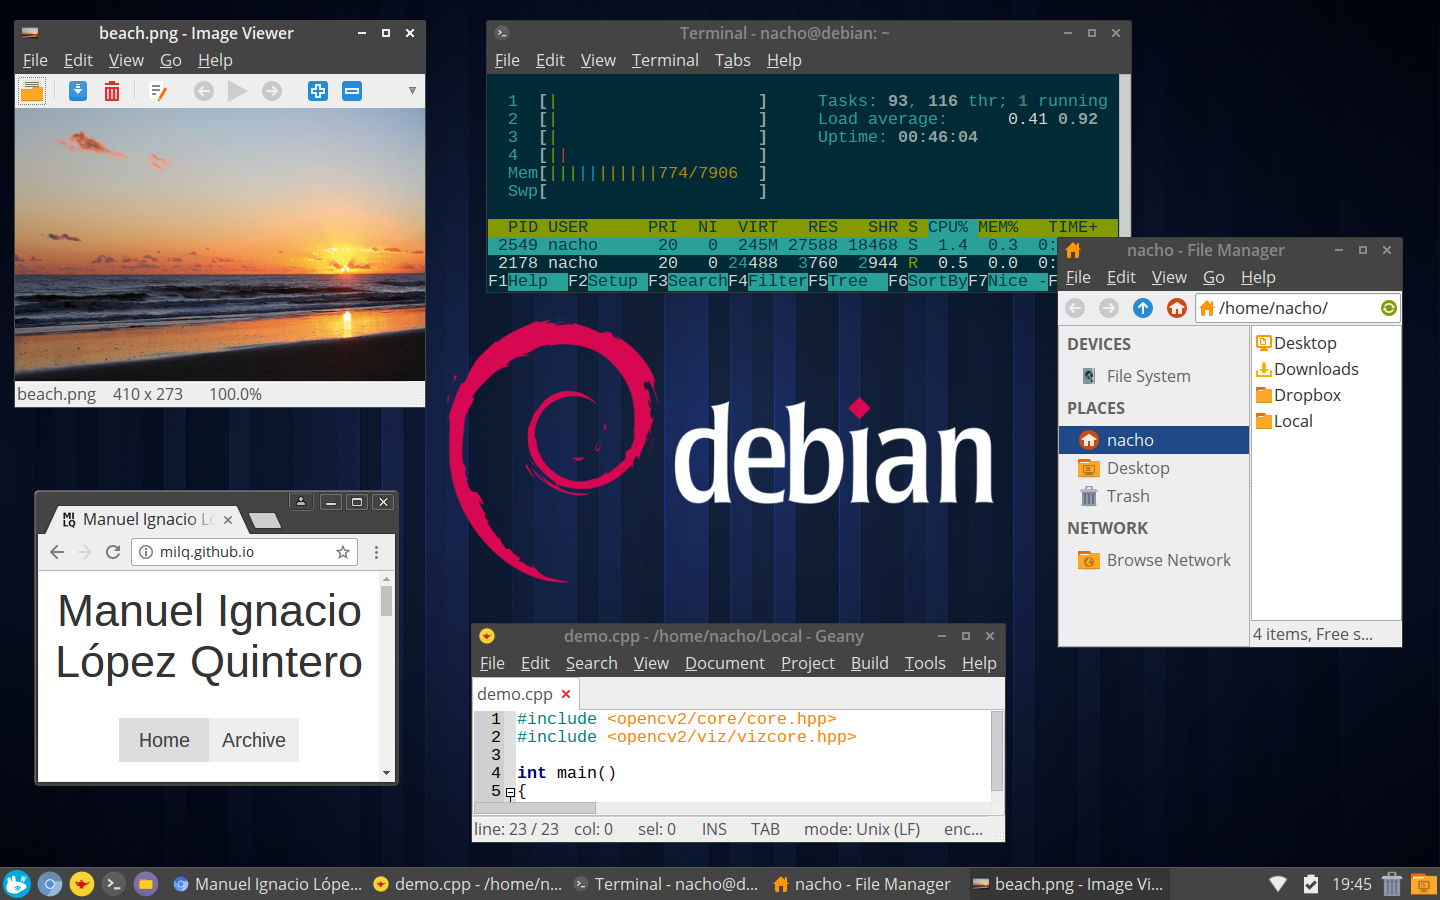 beach.png - Image Viewer
File Edit View Go Help
beach.png 410 x 273 100.0%
Terminal - nacho@debian: ~
File Edit View Terminal Tabs Help
1 [| ] Tasks: 93, 116 thr; 1 running
2 [| ] Load average: 0.41 0.92
3 [| ] Uptime: 00:46:04
4 [|| ]
Mem[|||||||||||774/7906 ]
Swp[ ]
PID USER PRI NI VIRT RES SHR S CPU% MEM% TIME+
2549 nacho 20 0 245M 27588 18468 S 1.4 0.3 0:
2178 nacho 20 0 24488 3760 2944 R 0.5 0.0 0:
F1Help F2Setup F3SearchF4FilterF5Tree F6SortByF7Nice -F
nacho - File Manager
File Edit View Go Help
/home/nacho/
DEVICES
File System
PLACES
nacho
Desktop
Trash
NETWORK
Browse Network
Desktop
Downloads
Dropbox
Local
4 items, Free s...
debian
MI LQ Manuel Ignacio Ló
milq.github.io
Manuel Ignacio
López Quintero
Home Archive
demo.cpp - /home/nacho/Local - Geany
File Edit Search View Document Project Build Tools Help
demo.cpp
1 #include <opencv2/core/core.hpp>
2 #include <opencv2/viz/vizcore.hpp>
3
4 int main()
5 {
line: 23 / 23 col: 0 sel: 0 INS TAB mode: Unix (LF) enc...
Manuel Ignacio Lópe... demo.cpp - /home/n... Terminal - nacho@d... nacho - File Manager beach.png - Image Vi... 19:45